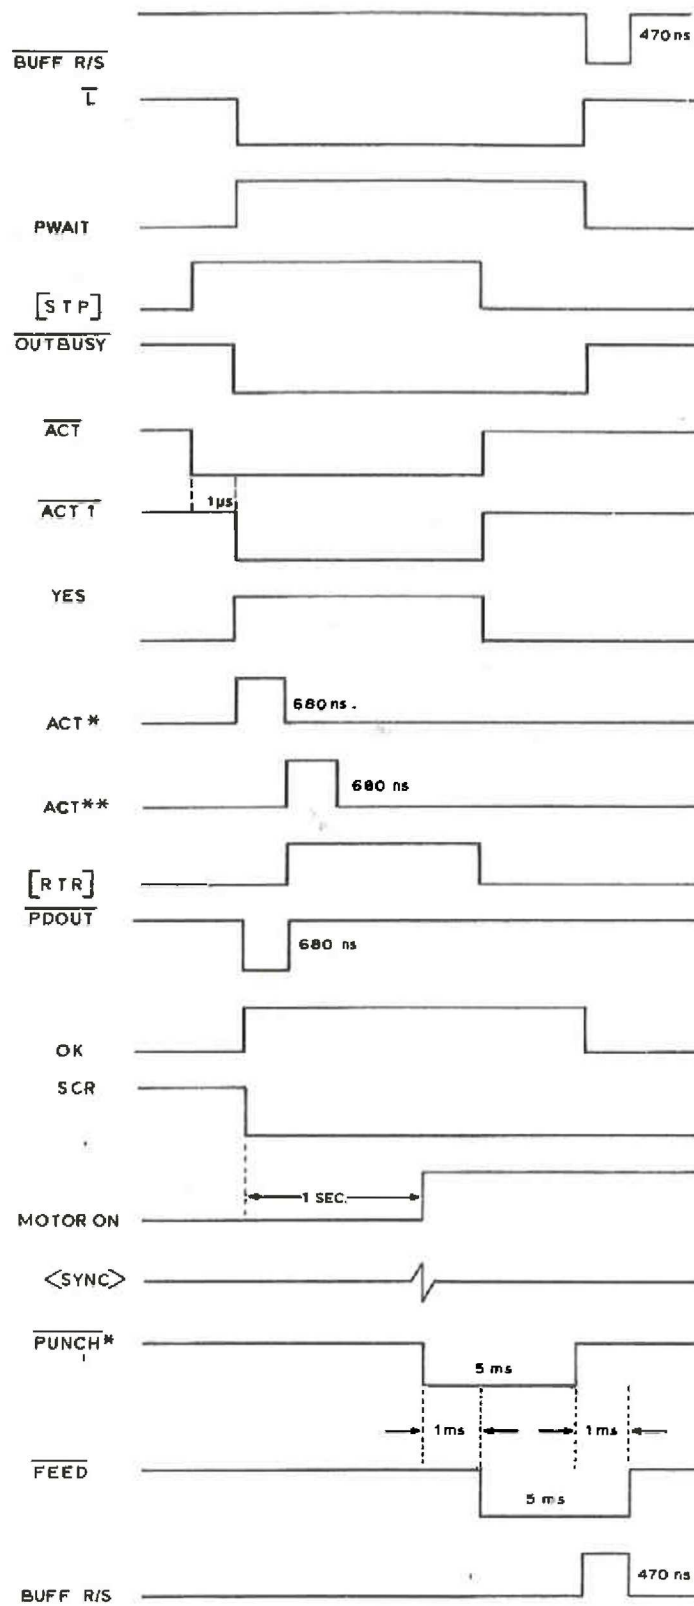 470 ns
BUFF R/S
L
PWAIT
[STP]
OUTBUSY
ACT
1µs
ACT 1
YES
680 ns.
ACT*
680 ns
ACT**
[RTR]
PDOUT
680 ns
OK
SCR
1 SEC.
MOTOR ON
<SYNC>
PUNCH*
5 ms
1ms
1ms
FEED
5 ms
470 ns
BUFF R/S